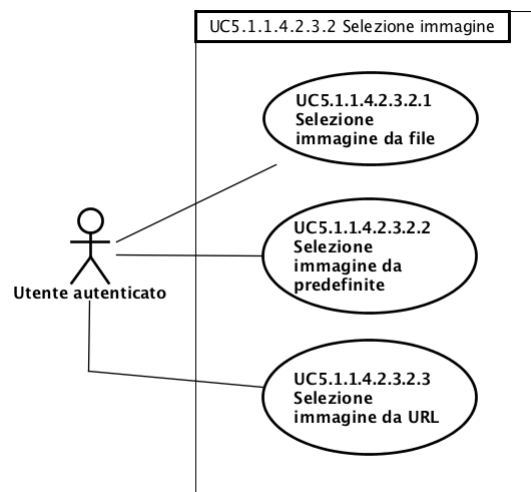 UC5.1.1.4.2.3.2 Selezione immagine
UC5.1.1.4.2.3.2.1
Selezione
immagine da file
UC5.1.1.4.2.3.2.2
Selezione
immagine da
predefinite
Utente autenticato
UC5.1.1.4.2.3.2.3
Selezione
immagine da URL